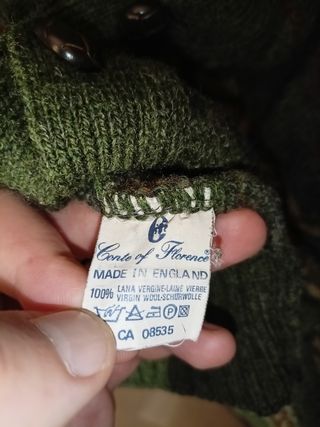 Conte of Florence
MADE IN ENGLAND
100% LANA VERGINE-LAINE VIERGE
VIRGIN WOOL-SCHURWOLLE
CA 08535